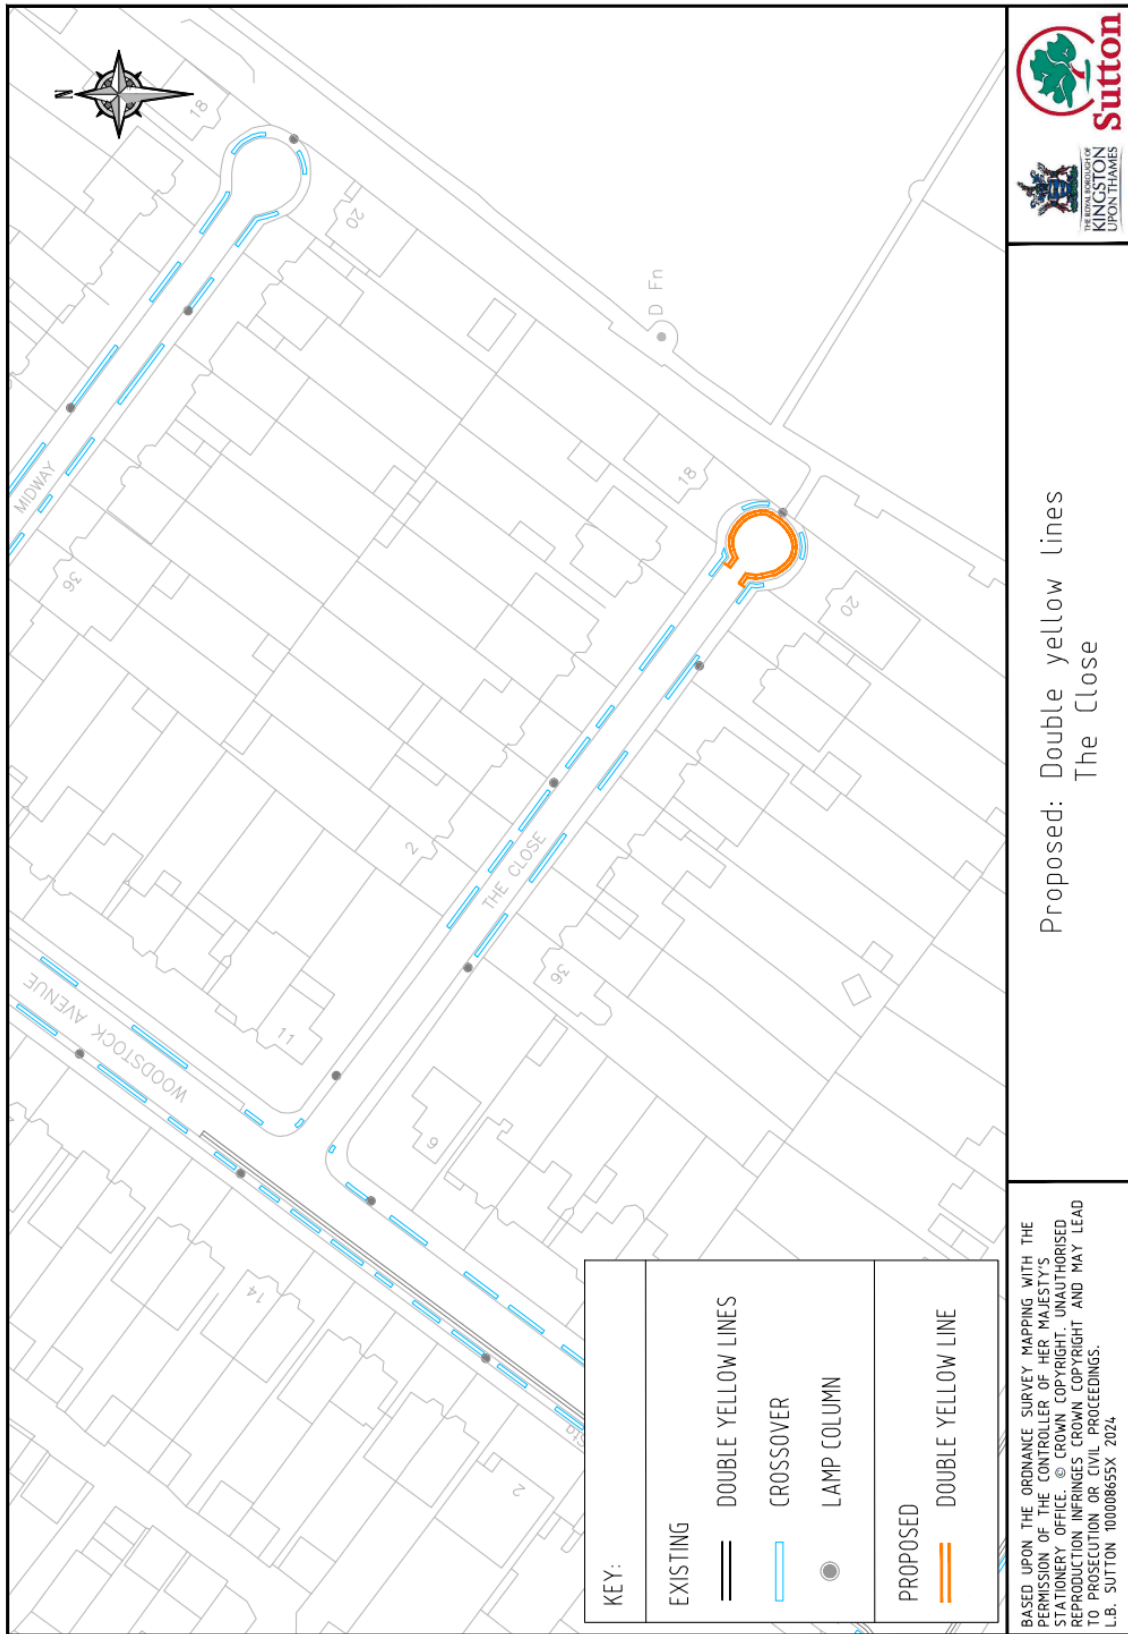 N
18
20
MIDWAY
36
D Fn
18
20
2
THE CLOSE
36
WOODSTOCK AVENUE
11
9
14
2
Sta
KEY:
EXISTING
DOUBLE YELLOW LINES
CROSSOVER
LAMP COLUMN
PROPOSED
DOUBLE YELLOW LINE
BASED UPON THE ORDNANCE SURVEY MAPPING WITH THE
PERMISSION OF THE CONTROLLER OF HER MAJESTY'S
STATIONERY OFFICE. © CROWN COPYRIGHT. UNAUTHORISED
REPRODUCTION INFRINGES CROWN COPYRIGHT AND MAY LEAD
TO PROSECUTION OR CIVIL PROCEEDINGS.
L.B. SUTTON 100008655X 2024
Proposed: Double yellow lines
The Close
THE ROYAL BOROUGH OF
KINGSTON
UPON THAMES
Sutton